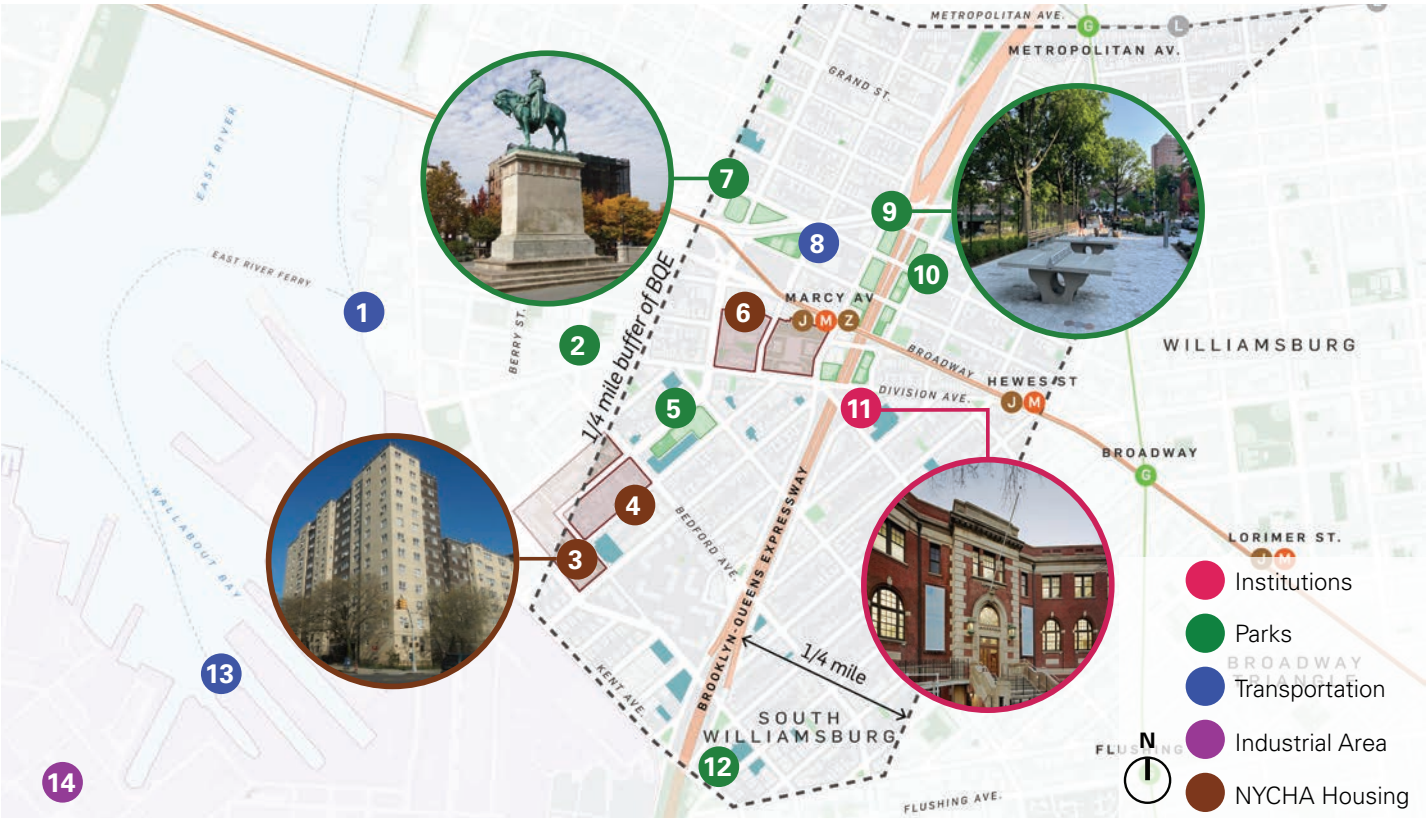 METROPOLITAN AVE.
G
L
METROPOLITAN AV.
GRAND ST.
EAST RIVER
7
9
8
10
EAST RIVER FERRY
1
BERRY ST.
2
1/4 mile buffer of BQE
6
MARCY AV
J M Z
BROADWAY
WILLIAMSBURG
HEWES ST
J M
DIVISION AVE.
5
11
BROADWAY
G
4
3
BEDFORD AVE.
WALLABOUT BAY
BROOKLYN-QUEENS EXPRESSWAY
LORIMER ST.
J M
Institutions
Parks
BROADWAY
TRIANGLE
Transportation
1/4 mile
KENT AVE.
13
SOUTH
WILLIAMSBURG
Industrial Area
N
FLUSHING
12
14
NYCHA Housing
FLUSHING AVE.